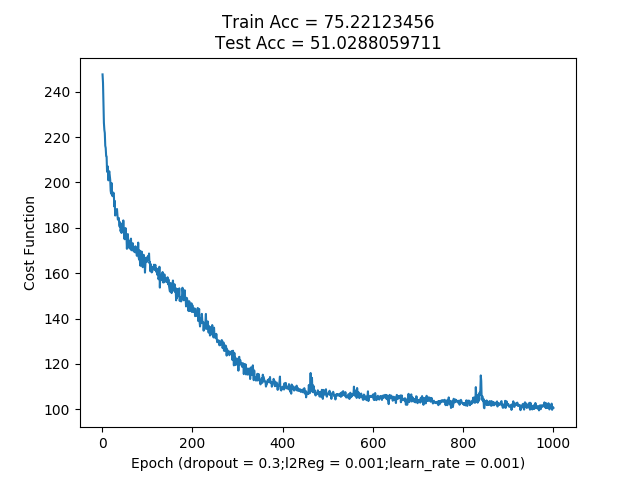 Train Acc = 75.22123456
Test Acc = 51.0288059711
240
220
200
180
160
140
120
100
Cost Function
0 200 400 600 800 1000
Epoch (dropout = 0.3;l2Reg = 0.001;learn_rate = 0.001)